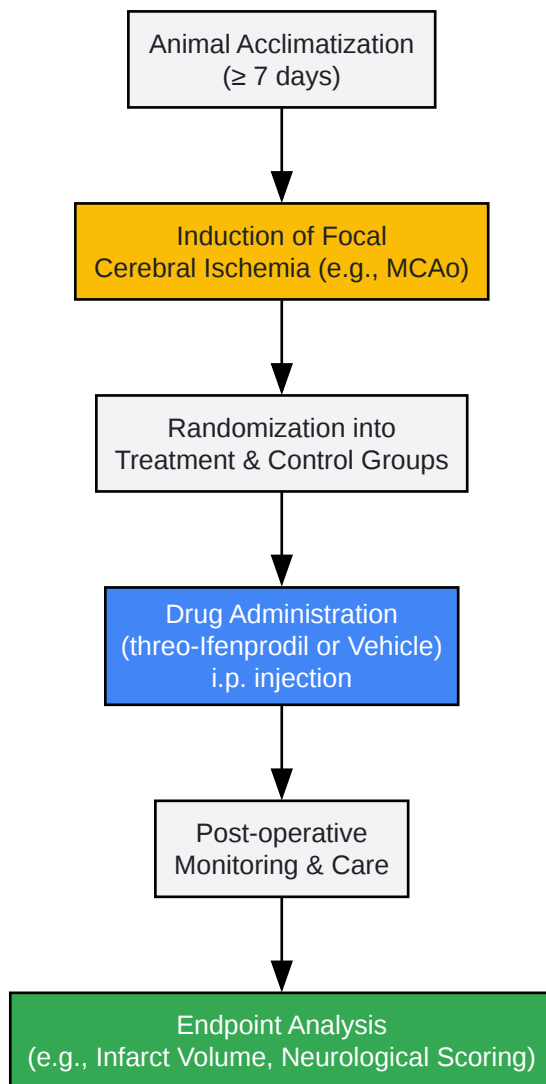 Animal Acclimatization
(≥ 7 days)
Induction of Focal
Cerebral Ischemia (e.g., MCAo)
Randomization into
Treatment & Control Groups
Drug Administration
(threo-Ifenprodil or Vehicle)
i.p. injection
Post-operative
Monitoring & Care
Endpoint Analysis
(e.g., Infarct Volume, Neurological Scoring)